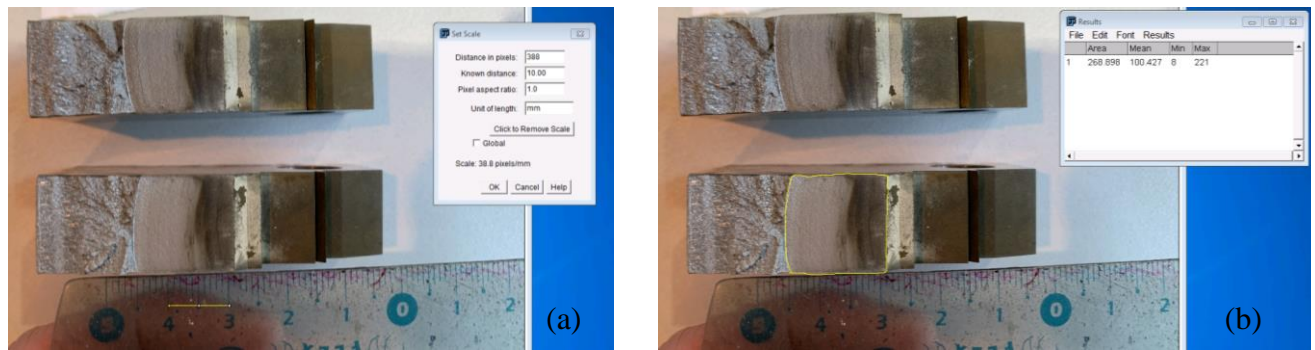 Set Scale
Distance in pixels: 388
Known distance: 10.00
Pixel aspect ratio: 1.0
Unit of length: mm
Click to Remove Scale
Global
Scale: 38.8 pixels/mm
OK Cancel Help
4 3 2 1 0 1 2
(a)
Results
File Edit Font Results
Area Mean Min Max
1 268.898 100.427 8 221
4 3 2 1 0 1 2
(b)